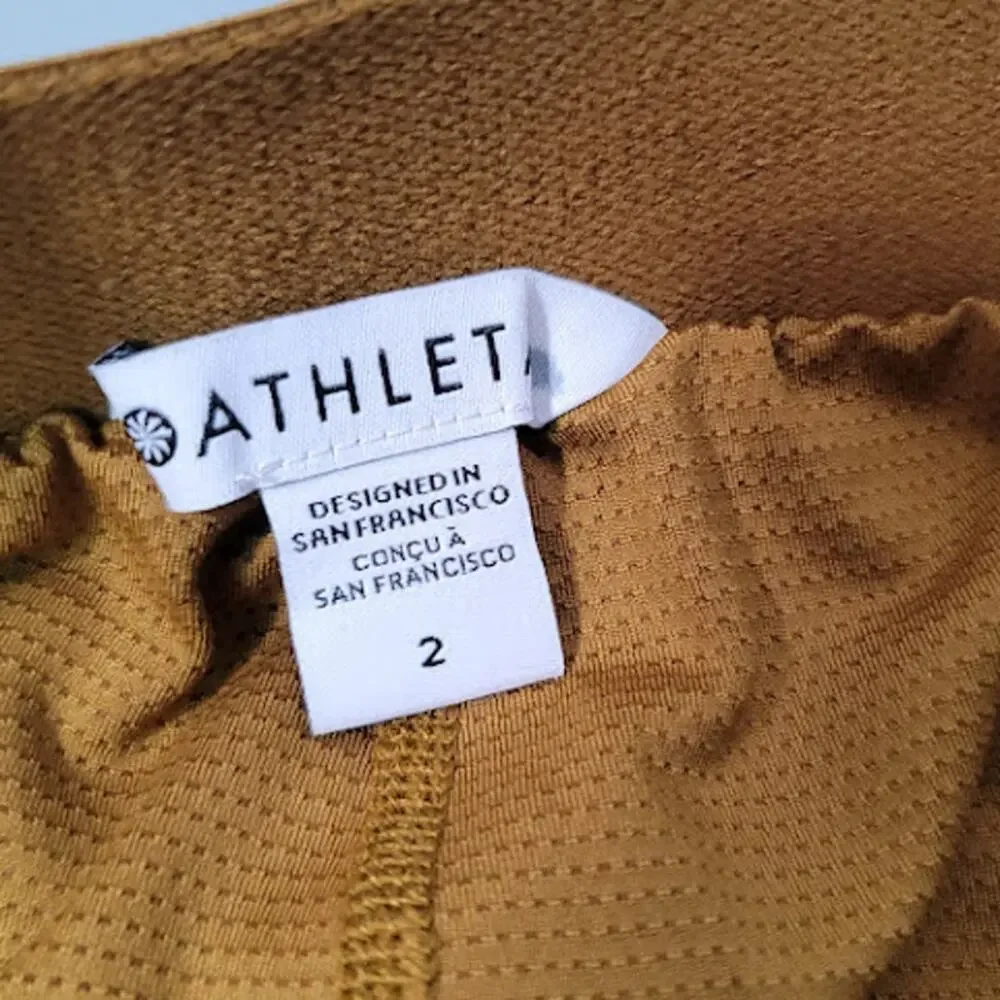 ATHLETA
DESIGNED IN
SAN FRANCISCO
CONÇU À
SAN FRANCISCO
2